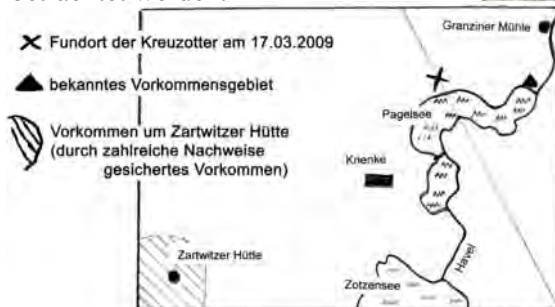 Fundort der Kreuzotter am 17.03.2009
bekanntes Vorkommensgebiet
Vorkommen um Zartwitzer Hütte
(durch zahlreiche Nachweise
gesichertes Vorkommen)
Granziner Mühle
Pagelsee
Krienke
Zartwitzer Hütte
Havel
Zotzensee